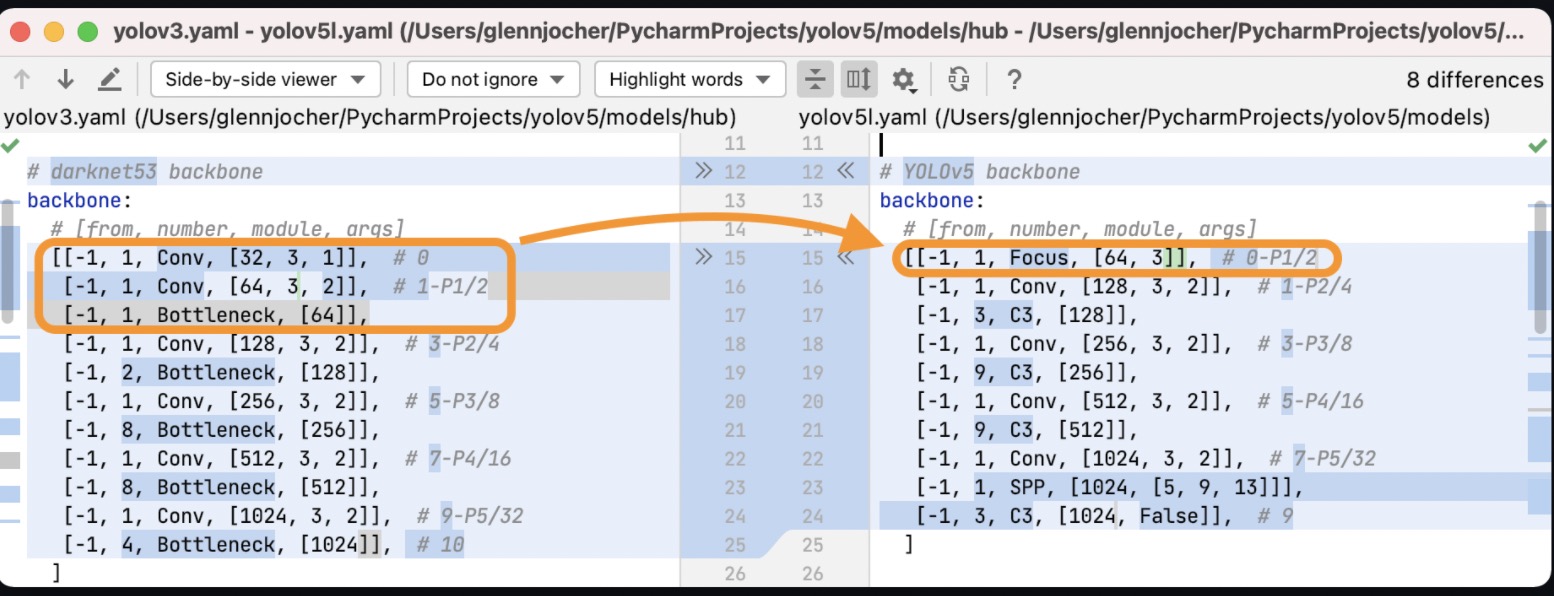 yolov3.yaml - yolov5l.yaml (/Users/glennjocher/PycharmProjects/yolov5/models/hub - /Users/glennjocher/PycharmProjects/yolov5/...
Side-by-side viewer Do not ignore Highlight words ? 8 differences
yolov3.yaml (/Users/glennjocher/PycharmProjects/yolov5/models/hub) yolov5l.yaml (/Users/glennjocher/PycharmProjects/yolov5/models)
11 11
# darknet53 backbone >> 12 12 << # YOLOv5 backbone
backbone: 13 13 backbone:
# [from, number, module, args] 14 14 # [from, number, module, args]
[[-1, 1, Conv, [32, 3, 1]], # 0 >> 15 15 << [[-1, 1, Focus, [64, 3]], # 0-P1/2
[-1, 1, Conv, [64, 3, 2]], # 1-P1/2 16 16 [-1, 1, Conv, [128, 3, 2]], # 1-P2/4
[-1, 1, Bottleneck, [64]], 17 17 [-1, 3, C3, [128]],
[-1, 1, Conv, [128, 3, 2]], # 3-P2/4 18 18 [-1, 1, Conv, [256, 3, 2]], # 3-P3/8
[-1, 2, Bottleneck, [128]], 19 19 [-1, 9, C3, [256]],
[-1, 1, Conv, [256, 3, 2]], # 5-P3/8 20 20 [-1, 1, Conv, [512, 3, 2]], # 5-P4/16
[-1, 8, Bottleneck, [256]], 21 21 [-1, 9, C3, [512]],
[-1, 1, Conv, [512, 3, 2]], # 7-P4/16 22 22 [-1, 1, Conv, [1024, 3, 2]], # 7-P5/32
[-1, 8, Bottleneck, [512]], 23 23 [-1, 1, SPP, [1024, [5, 9, 13]]],
[-1, 1, Conv, [1024, 3, 2]], # 9-P5/32 24 24 [-1, 3, C3, [1024, False]], # 9
[-1, 4, Bottleneck, [1024]], # 10 25 25 ]
] 26 26